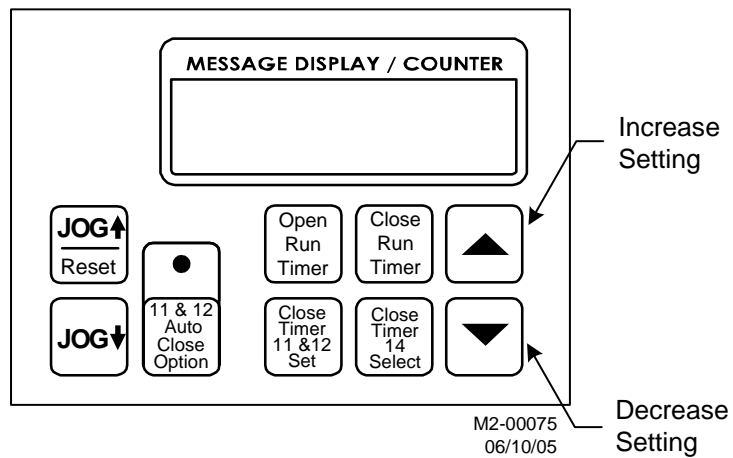 MESSAGE DISPLAY / COUNTER
Increase
Setting
JOG
Reset
Open
Run
Timer
Close
Run
Timer
JOG
11 & 12
Auto
Close
Option
Close
Timer
11 &12
Set
Close
Timer
14
Select
M2-00075
06/10/05
Decrease
Setting